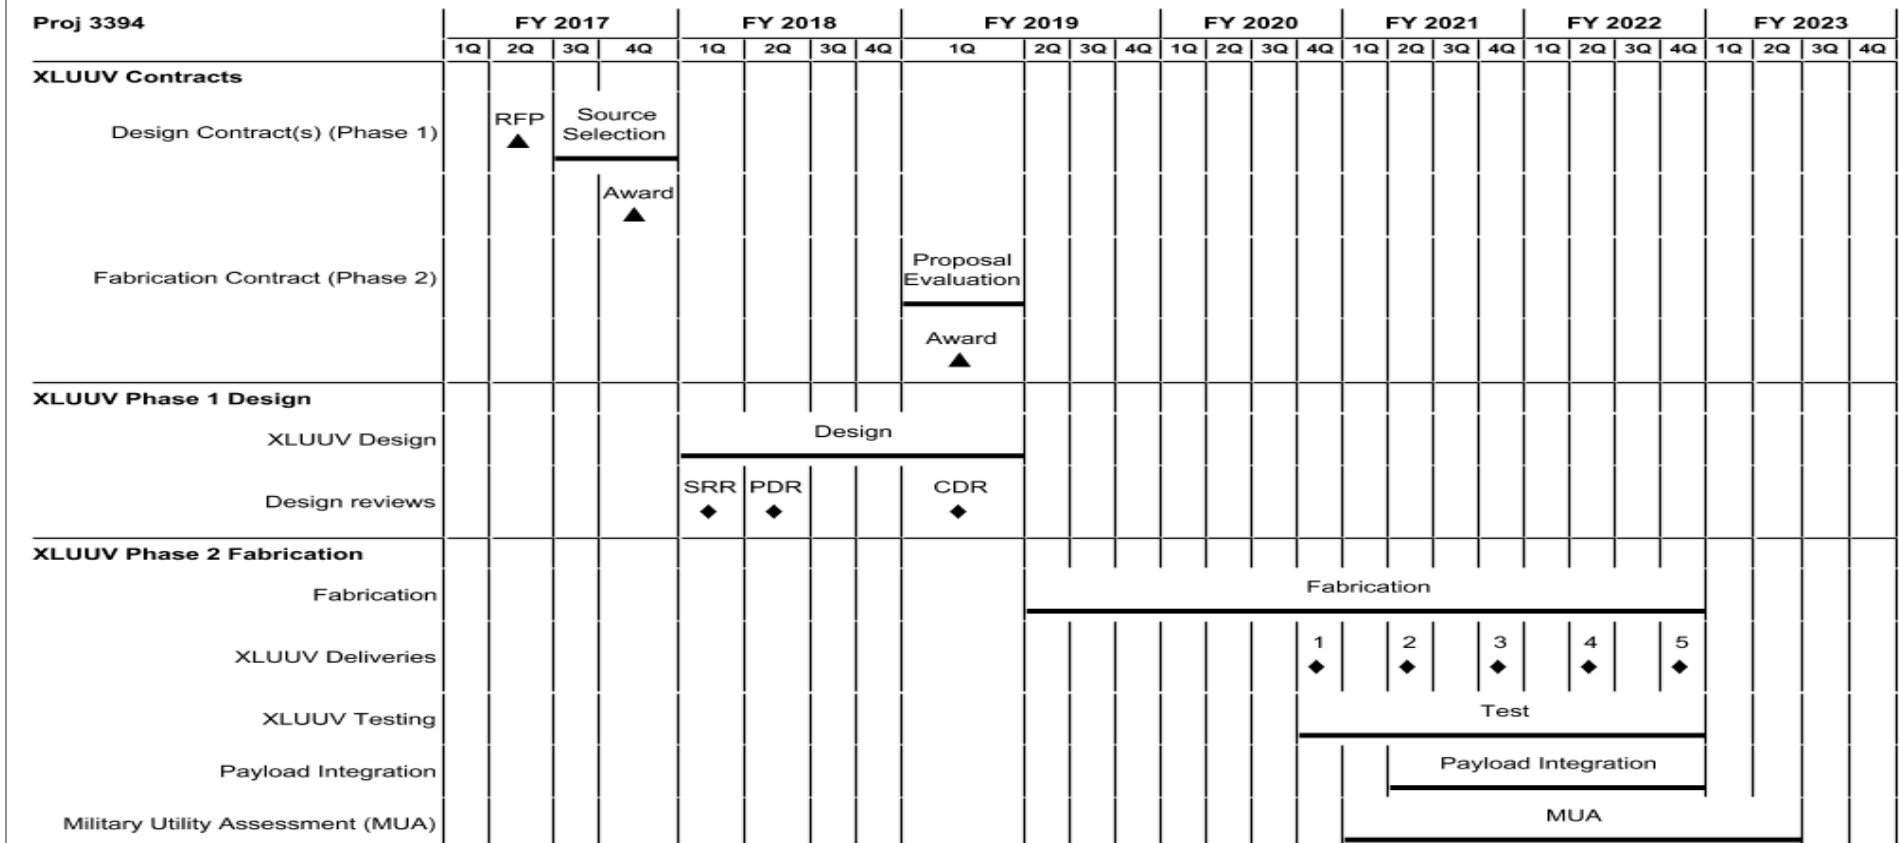 Proj 3394 FY 2017 FY 2018 FY 2019 FY 2020 FY 2021 FY 2022 FY 2023
1Q 2Q 3Q 4Q 1Q 2Q 3Q 4Q 1Q 2Q 3Q 4Q 1Q 2Q 3Q 4Q 1Q 2Q 3Q 4Q 1Q 2Q 3Q 4Q 1Q 2Q 3Q 4Q
XLUUV Contracts
Design Contract(s) (Phase 1)
RFP
Source
Selection
Award
Fabrication Contract (Phase 2)
Proposal
Evaluation
Award
XLUUV Phase 1 Design
XLUUV Design
Design
Design reviews
SRR PDR CDR
XLUUV Phase 2 Fabrication
Fabrication
Fabrication
XLUUV Deliveries
1 2 3 4 5
XLUUV Testing
Test
Payload Integration
Payload Integration
Military Utility Assessment (MUA)
MUA